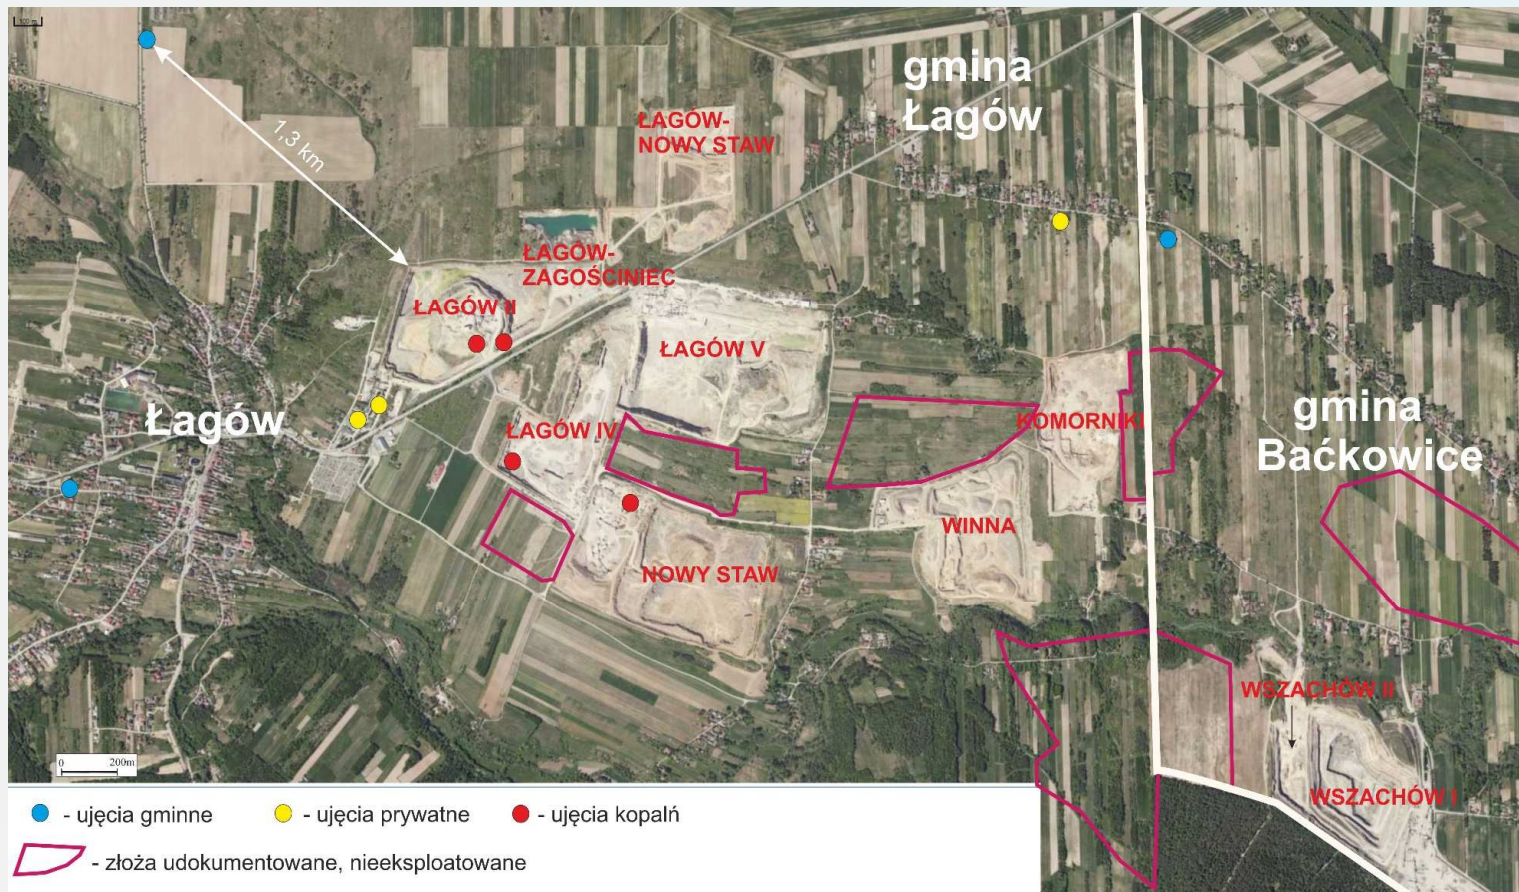 100 m
gmina
Łagów
ŁAGÓW-
NOWY STAW
1,3 km
ŁAGÓW-
ZAGOŚCINIEC
ŁAGÓW II
ŁAGÓW V
Łagów
ŁAGÓW IV
KOMORNIKI
gmina
Baćkowice
WINNA
NOWY STAW
WSZACHÓW II
WSZACHÓW I
0 200m
- ujęcia gminne
- ujęcia prywatne
- ujęcia kopalń
- złoża udokumentowane, nieeksploatowane